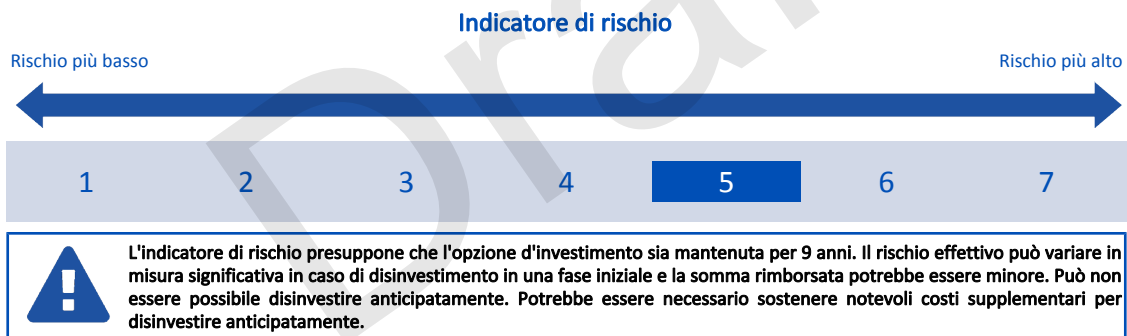 Indicatore di rischio
Rischio più basso
Rischio più alto
1 2 3 4 5 6 7
L'indicatore di rischio presuppone che l'opzione d'investimento sia mantenuta per 9 anni. Il rischio effettivo può variare in
misura significativa in caso di disinvestimento in una fase iniziale e la somma rimborsata potrebbe essere minore. Può non
essere possibile disinvestire anticipatamente. Potrebbe essere necessario sostenere notevoli costi supplementari per
disinvestire anticipatamente.